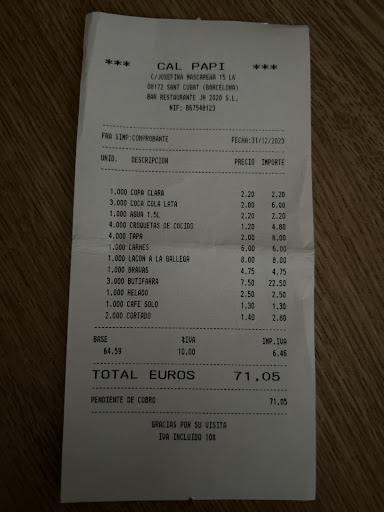 *** CAL PAPI ***
C/JOSEFINA MASCAREÑA 15 LA
08172 SANT CUGAT (BARCELONA)
BAR RESTAURANTE JH 2020 S.L.
NIF: B67548123
FRA SIMP:COMPROBANTE FECHA:31/12/2023
UNID. DESCRIPCION PRECIO IMPORTE
1.000 COPA CLARA 2.20 2.20
3.000 COCA COLA LATA 2.00 6.00
1.000 AGUA 1.5L 2.20 2.20
4.000 CROQUETAS DE COCIDO 1.20 4.80
4.000 TAPA 2.00 8.00
1.000 CARNES 6.00 6.00
1.000 LACON A LA GALLEGA 8.00 8.00
1.000 BRAVAS 4.75 4.75
3.000 BUTIFARRA 7.50 22.50
1.000 HELADO 2.50 2.50
1.000 CAFE SOLO 1.30 1.30
2.000 CORTADO 1.40 2.80
BASE %IVA IMP.IVA
64.59 10.00 6.46
TOTAL EUROS 71,05
PENDIENTE DE COBRO 71,05
GRACIAS POR SU VISITA
IVA INCLUIDO 10%